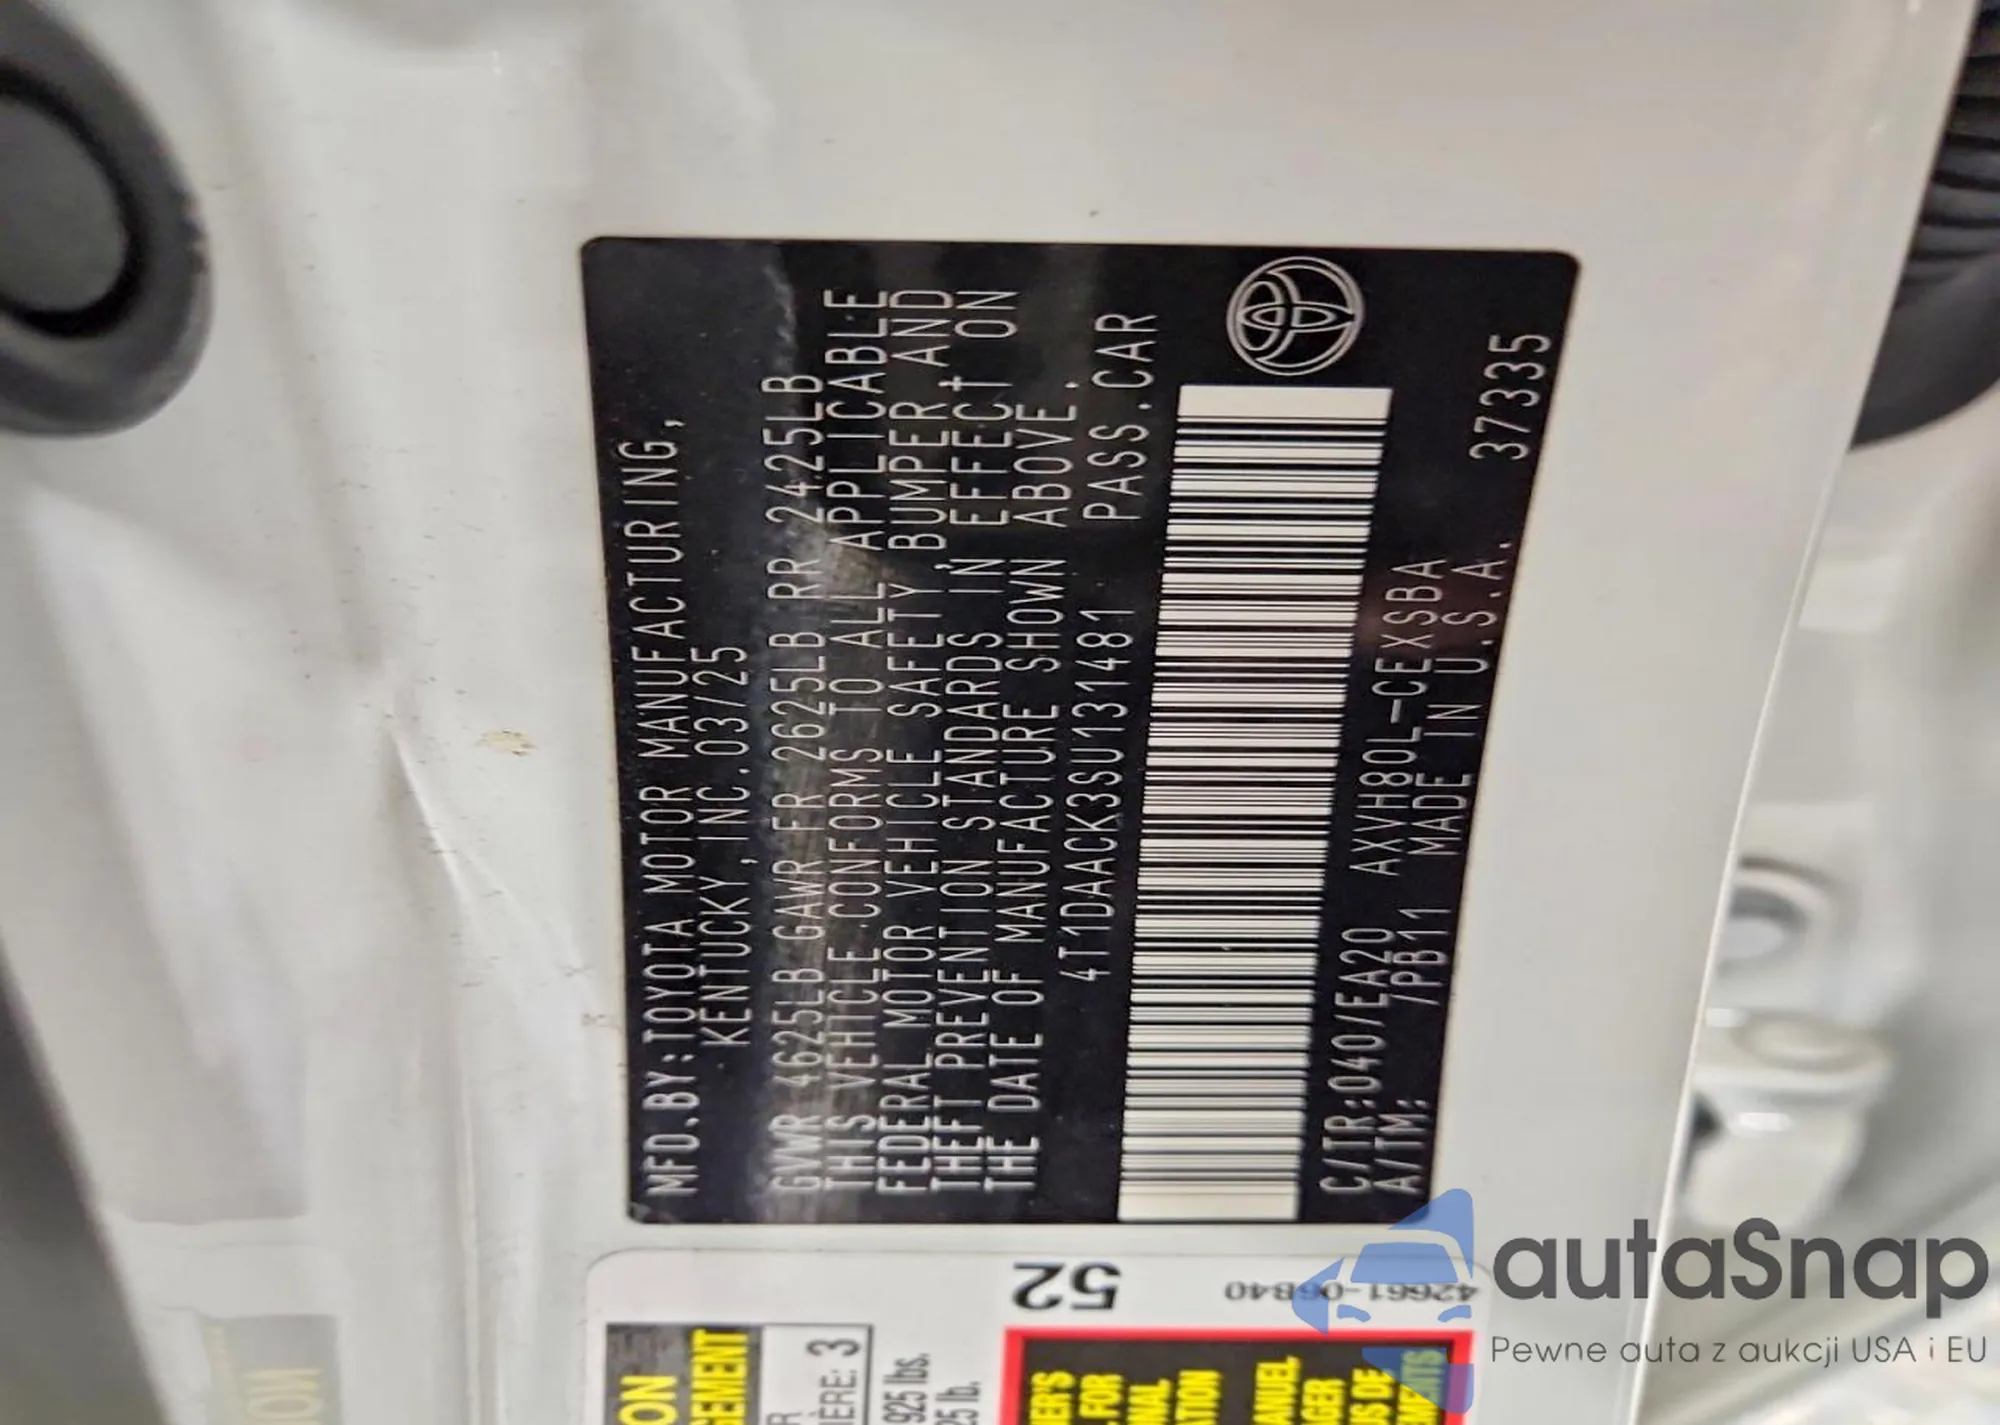 MFD.BY:TOYOTA MOTOR MANUFACTURING,
KENTUCKY,INC.03/25
GVWR 4625LB GAWR FR 2625LB RR 2425LB
THIS VEHICLE CONFORMS TO ALL APPLICABLE
FEDERAL MOTOR VEHICLE SAFETY, BUMPER, AND
THEFT PREVENTION STANDARDS IN EFFECT ON
THE DATE OF MANUFACTURE SHOWN ABOVE.
4T1DAACK3SU131481 PASS.CAR
C/TR:040/EA20 AXVH80L-CEXSBA
A/TM: /PB11 MADE IN U.S.A. 37335
52
42661-06B40
3
925 lbs.
autaSnap
Pewne auta z aukcji USA i EU